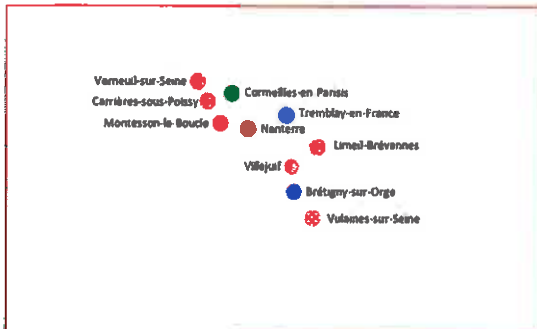 Verneuil-sur-Seine
Cormeilles-en Parisis
Carrières-sous-Poissy
Tremblay-en-France
Montesson-la-Boucle
Nanterre
Limeil-Brévannes
Villejuif
Brétigny-sur-Orge
Vulaines-sur-Seine